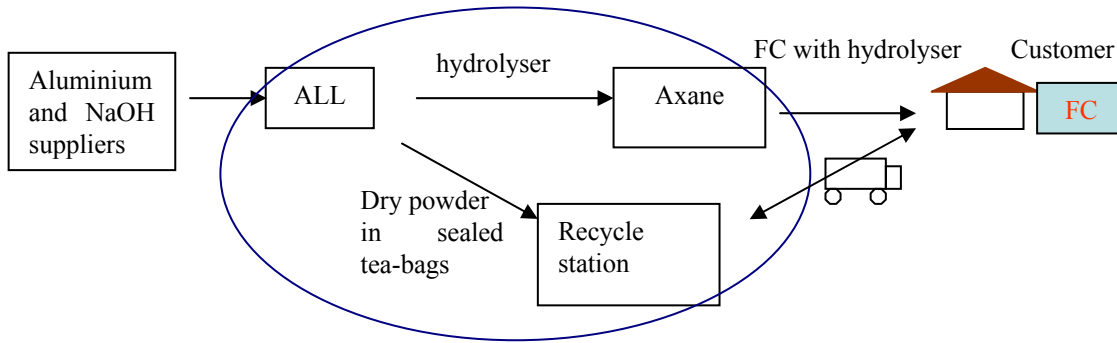 FC with hydrolyser
Customer
hydrolyser
Aluminium
and NaOH
suppliers
ALL
Axane
FC
Dry powder
in sealed
tea-bags
Recycle
station